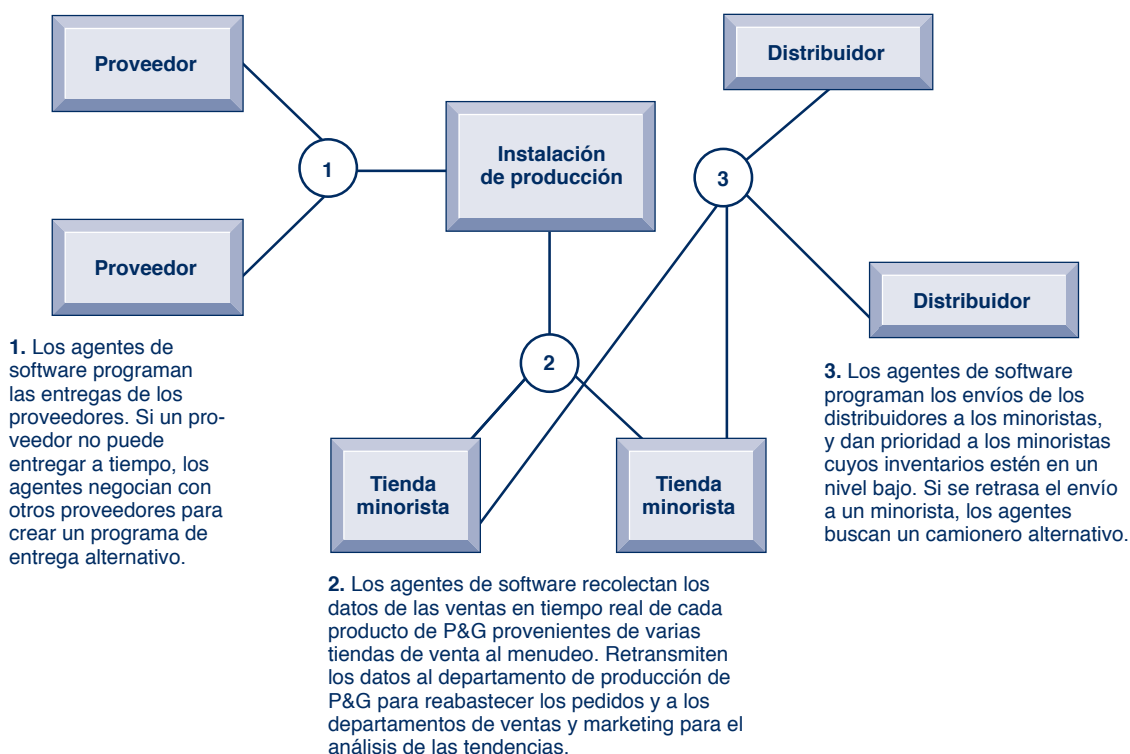 Proveedor
Distribuidor
1
Instalación
de producción
3
Proveedor
Distribuidor
1. Los agentes de
software programan
las entregas de los
proveedores. Si un pro-
veedor no puede
entregar a tiempo, los
agentes negocian con
otros proveedores para
crear un programa de
entrega alternativo.
2
3. Los agentes de software
programan los envíos de los
distribuidores a los minoristas,
y dan prioridad a los minoristas
cuyos inventarios estén en un
nivel bajo. Si se retrasa el envío
a un minorista, los agentes
buscan un camionero alternativo.
Tienda
minorista
Tienda
minorista
2. Los agentes de software recolectan los
datos de las ventas en tiempo real de cada
producto de P&G provenientes de varias
tiendas de venta al menudeo. Retransmiten
los datos al departamento de producción de
P&G para reabastecer los pedidos y a los
departamentos de ventas y marketing para el
análisis de las tendencias.